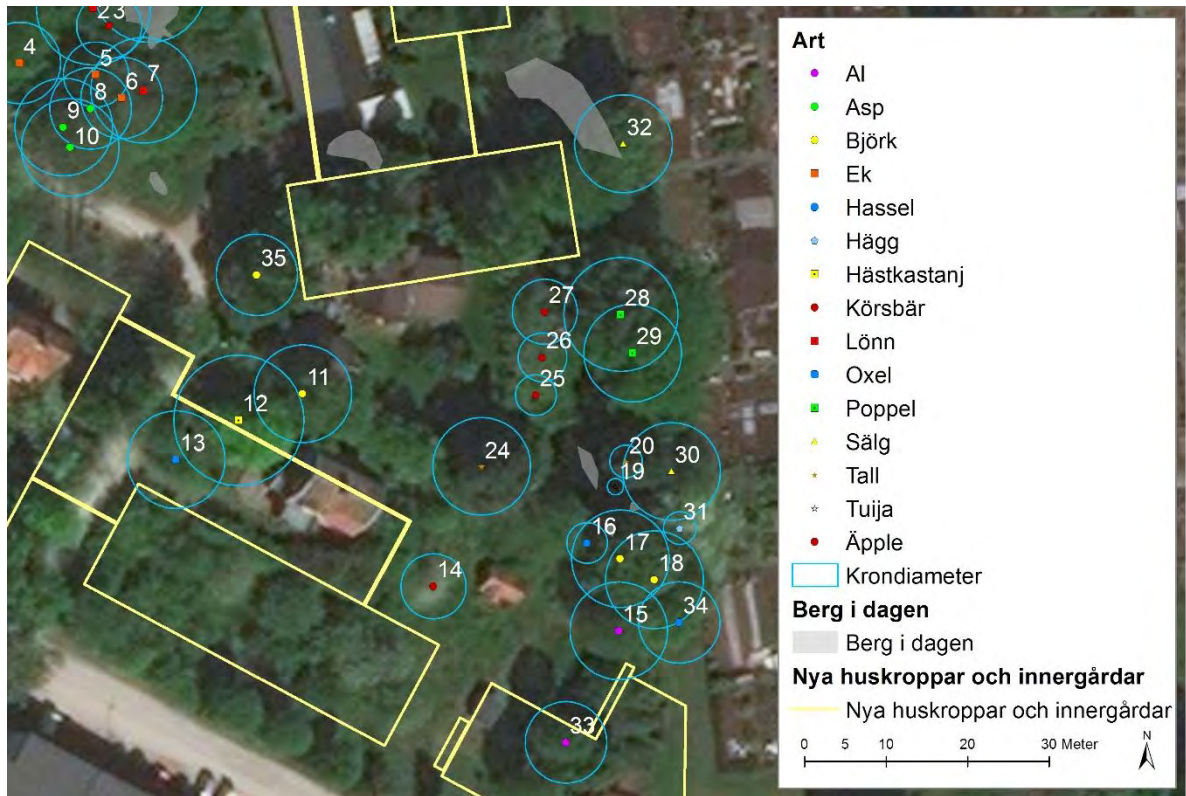 2 3
4
5
6 7
8
9
10
32
35
27 28
26 29
25
11
12
13
24
20
19
30
31
16
17
18
14
15
34
33
Art
Al
Asp
Björk
Ek
Hassel
Hägg
Hästkastanj
Körsbär
Lönn
Oxel
Poppel
Sälg
Tall
Tuija
Äpple
Krondiameter
Berg i dagen
Berg i dagen
Nya huskroppar och innergårdar
Nya huskroppar och innergårdar
0 5 10 20 30 Meter
N